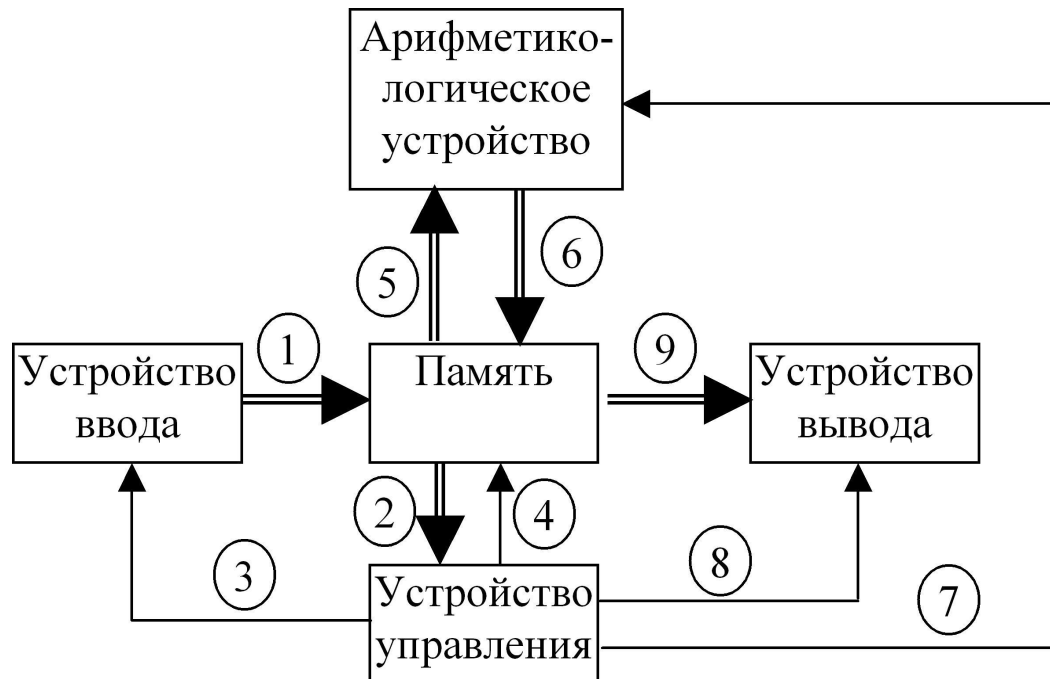 Арифметико-
логическое
устройство
5
6
1
9
Устройство
ввода
Память
Устройство
вывода
2
4
3
8
7
Устройство
управления